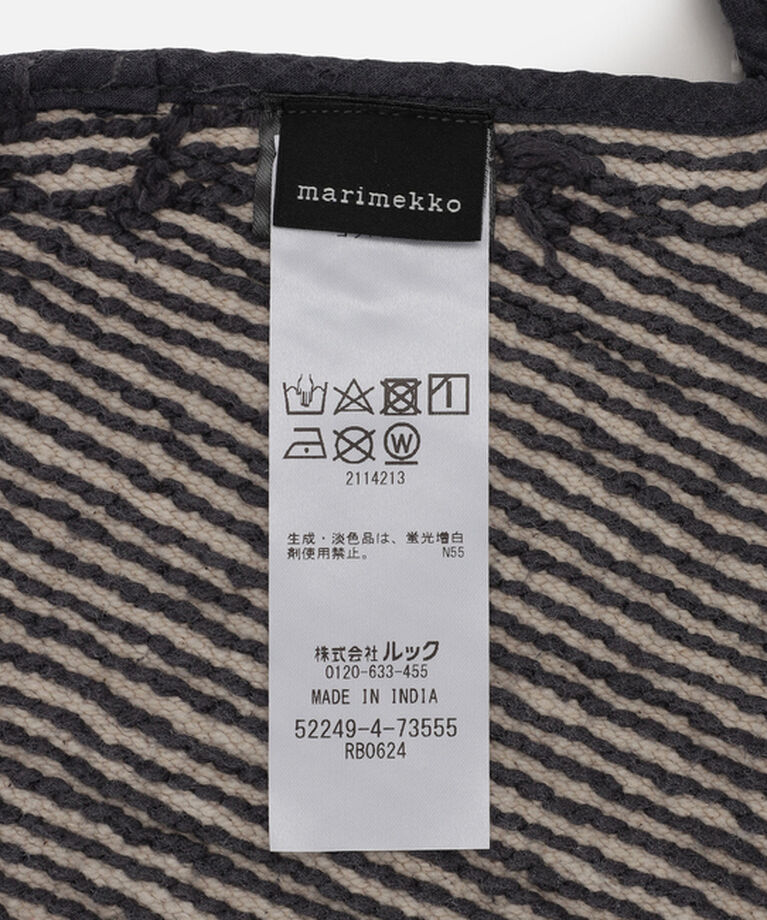 marimekko
2114213
生成・淡色品は、蛍光増白
剤使用禁止。 N55
株式会社 ルック
0120-633-455
MADE IN INDIA
52249-4-73555
RB0624